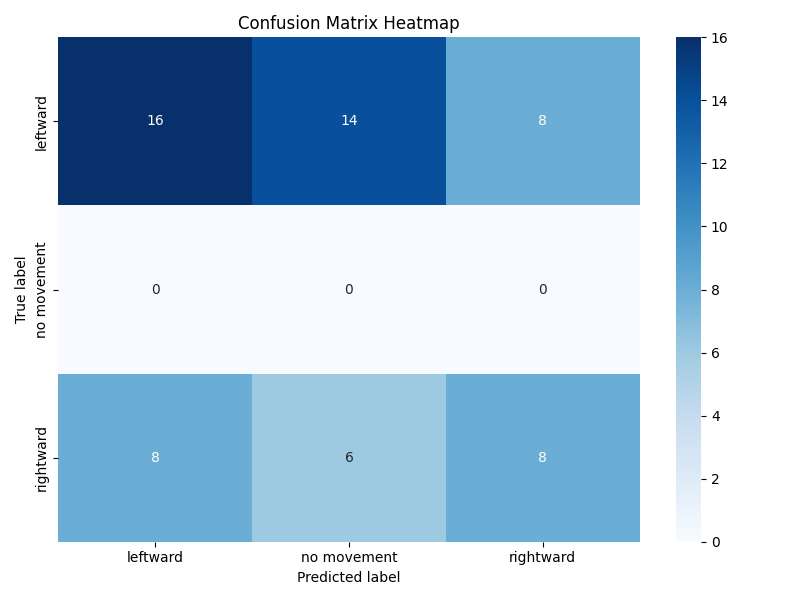 Confusion Matrix Heatmap
True label
leftward
16 14 8
no movement
0 0 0
rightward
8 6 8
leftward no movement rightward
Predicted label
16
14
12
10
8
6
4
2
0